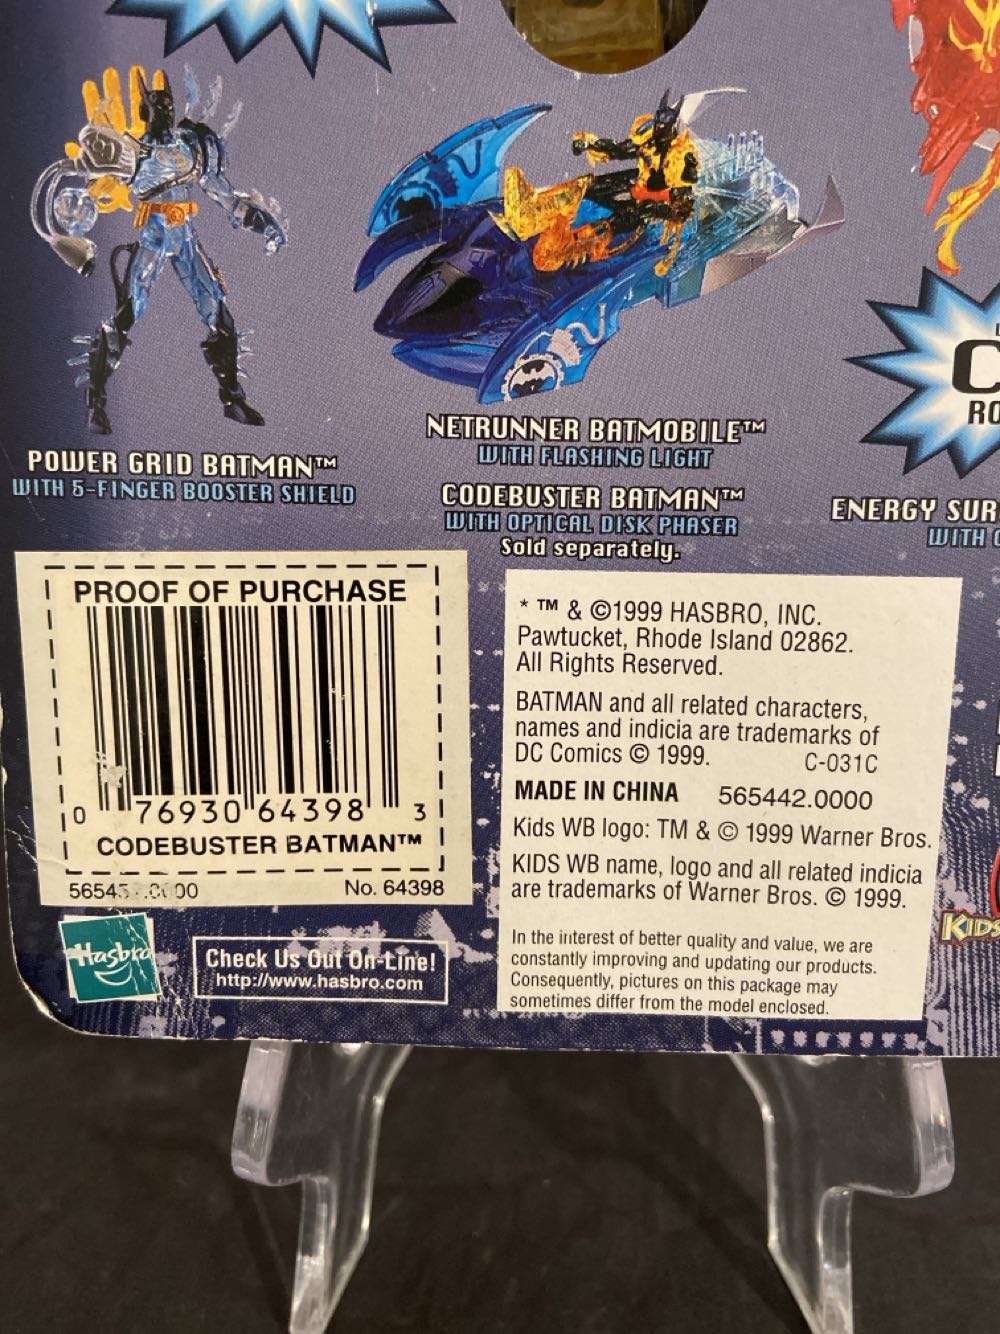 POWER GRID BATMAN™
WITH 5-FINGER BOOSTER SHIELD
NETRUNNER BATMOBILE™
WITH FLASHING LIGHT
CODEBUSTER BATMAN™
WITH OPTICAL DISK PHASER
Sold separately.
ENERGY SUR
WITH
C
RO
PROOF OF PURCHASE
0 76930 64398 3
CODEBUSTER BATMAN™
No. 64398
Hasbro
Check Us Out On-Line!
http://www.hasbro.com
* ™ & ©1999 HASBRO, INC.
Pawtucket, Rhode Island 02862.
All Rights Reserved.
BATMAN and all related characters,
names and indicia are trademarks of
DC Comics © 1999. C-031C
MADE IN CHINA 565442.0000
Kids WB logo: TM & © 1999 Warner Bros.
KIDS WB name, logo and all related indicia
are trademarks of Warner Bros. © 1999.
In the interest of better quality and value, we are
constantly improving and updating our products.
Consequently, pictures on this package may
sometimes differ from the model enclosed.
KIDS